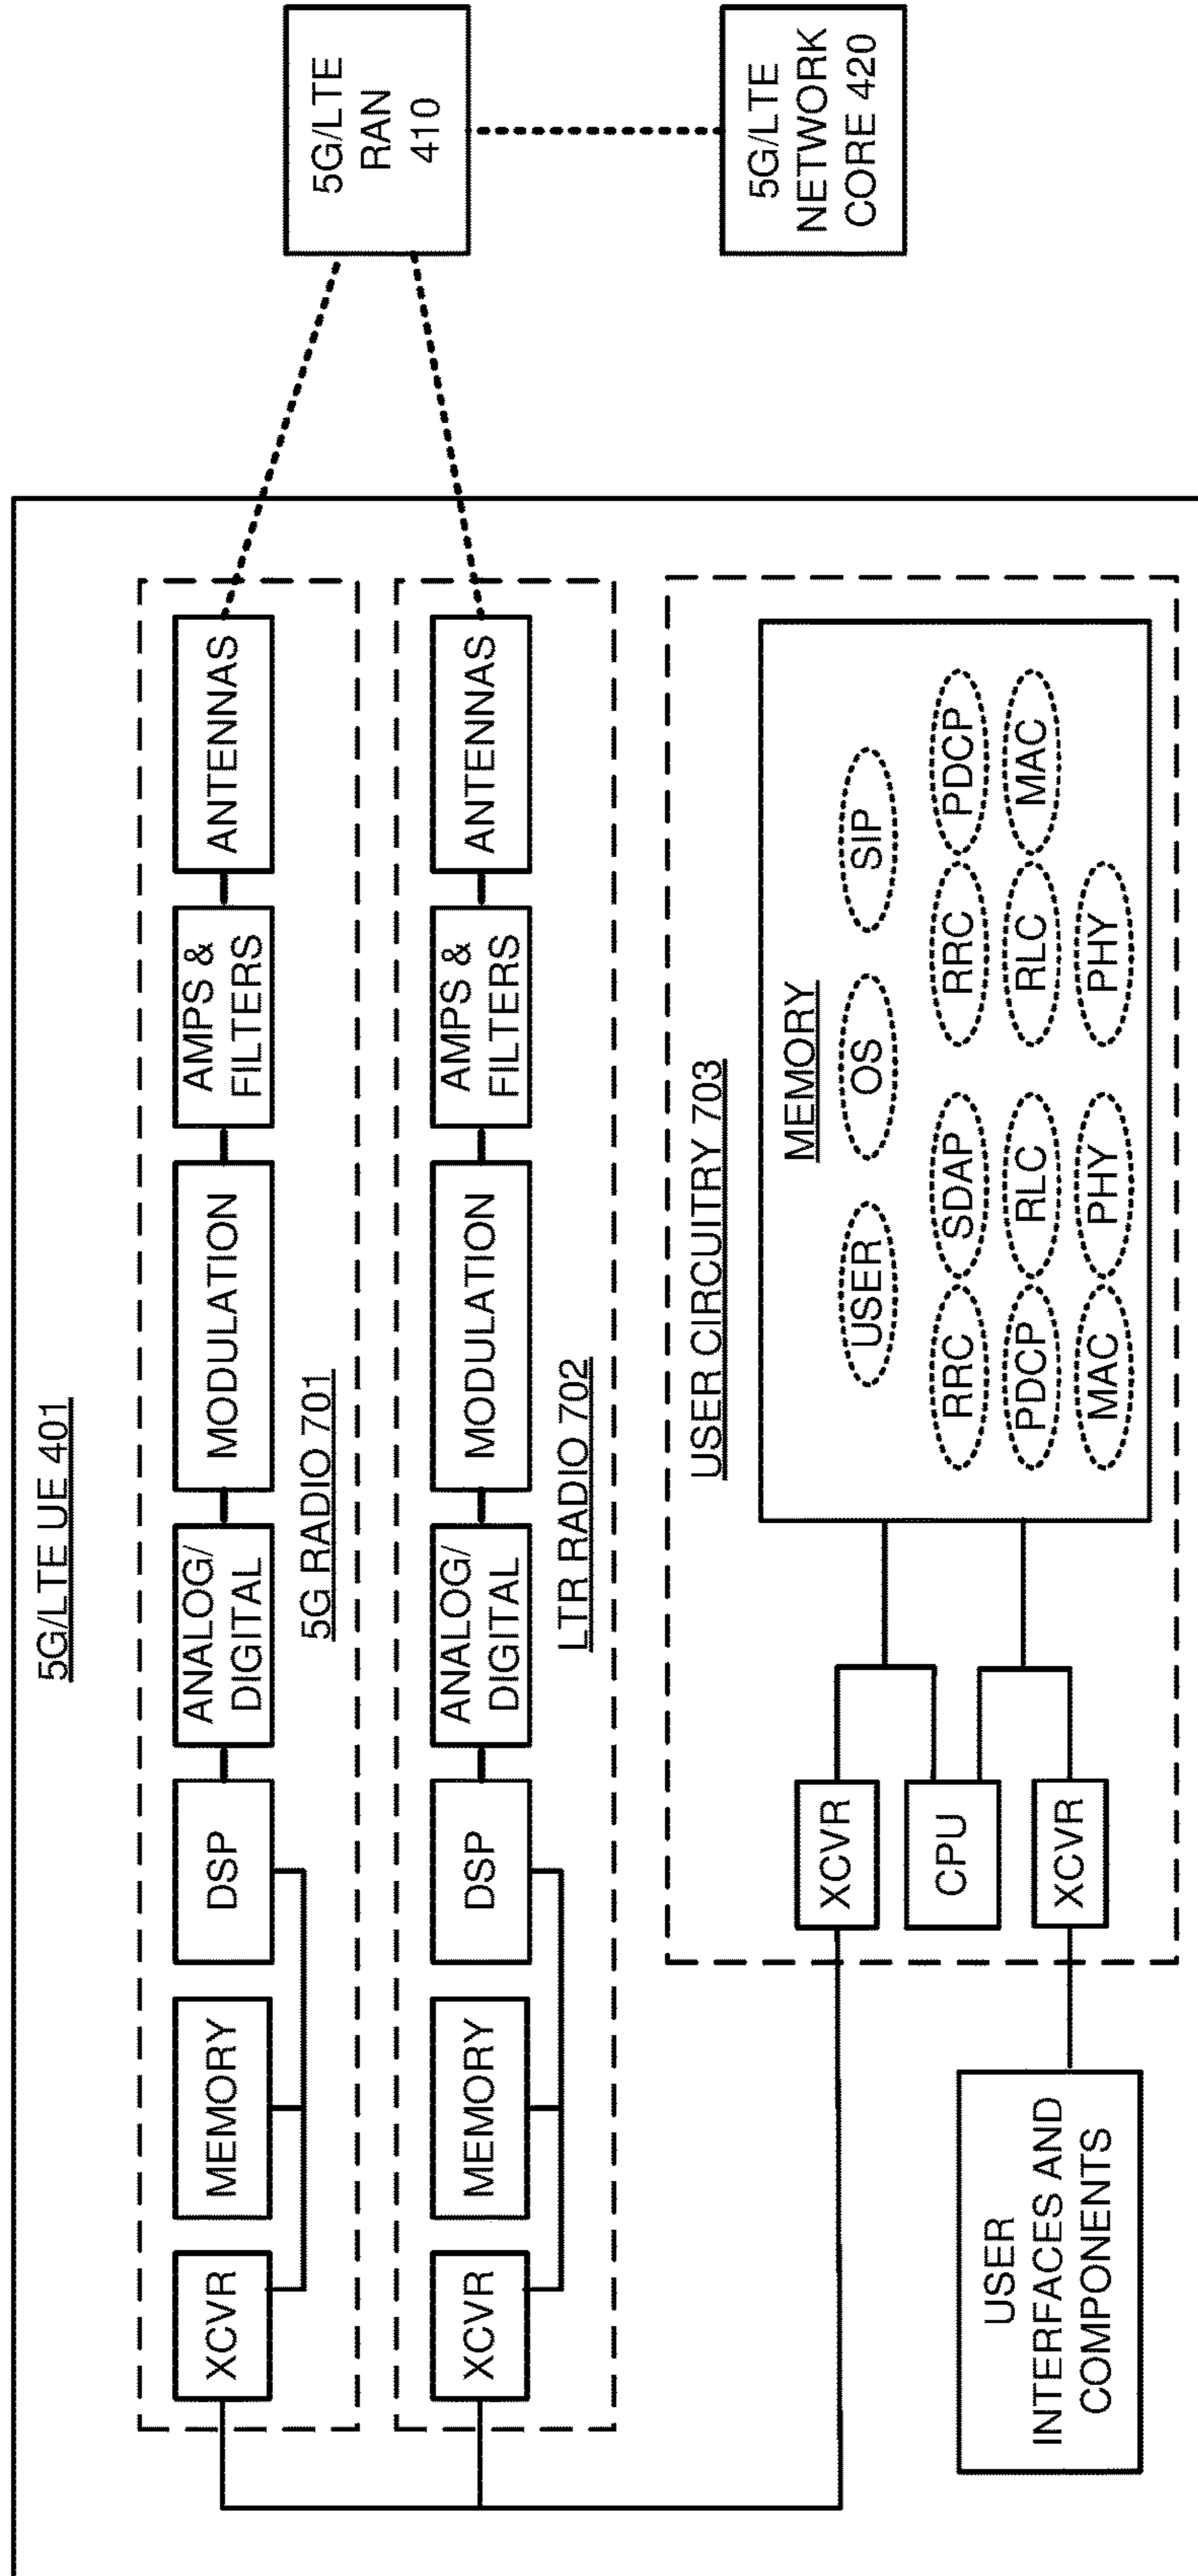 5G/LTE UE 401
XCVR
MEMORY
DSP
ANALOG/
DIGITAL
MODULATION
AMPS &
FILTERS
ANTENNAS
5G RADIO 701
XCVR
MEMORY
DSP
ANALOG/
DIGITAL
MODULATION
AMPS &
FILTERS
ANTENNAS
LTR RADIO 702
5G/LTE
RAN
410
5G/LTE
NETWORK
CORE 420
USER CIRCUITRY 703
XCVR
CPU
XCVR
MEMORY
USER
OS
SIP
RRC
SDAP
RRC
PDCP
PDCP
RLC
RLC
MAC
MAC
PHY
PHY
USER
INTERFACES AND
COMPONENTS